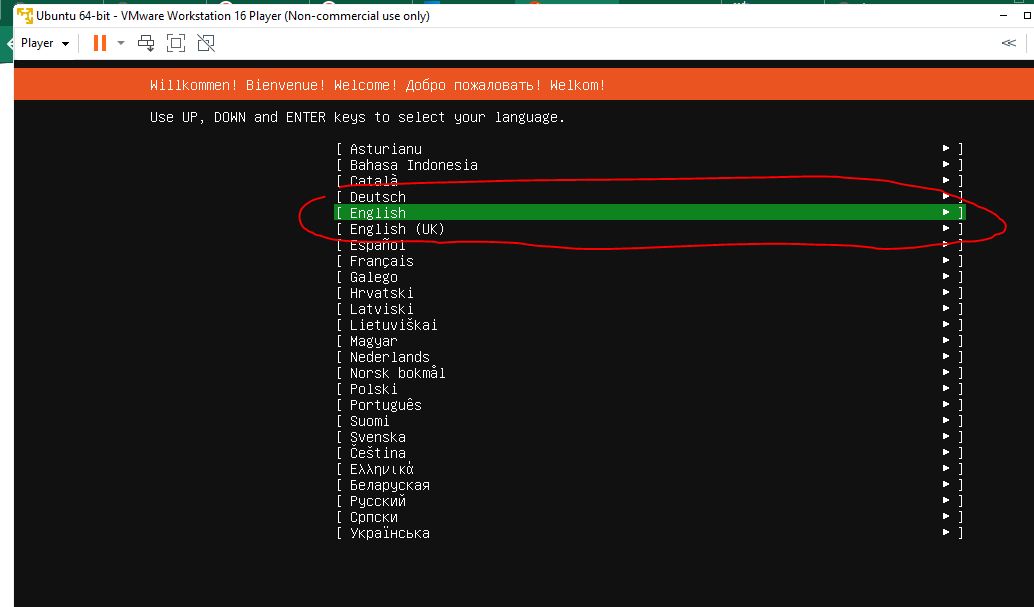 Ubuntu 64-bit - VMware Workstation 16 Player (Non-commercial use only)
Player
Willkommen! Bienvenue! Welcome! Добро пожаловать! Welkom!
Use UP, DOWN and ENTER keys to select your language.
[ Asturianu ► ]
[ Bahasa Indonesia ► ]
[ Català ► ]
[ Deutsch ► ]
[ English ► ]
[ English (UK) ► ]
[ Español ► ]
[ Français ► ]
[ Galego ► ]
[ Hrvatski ► ]
[ Latviski ► ]
[ Lietuviškai ► ]
[ Magyar ► ]
[ Nederlands ► ]
[ Norsk bokmål ► ]
[ Polski ► ]
[ Português ► ]
[ Suomi ► ]
[ Svenska ► ]
[ Čeština ► ]
[ Ελληνικά ► ]
[ Беларуская ► ]
[ Русский ► ]
[ Српски ► ]
[ Українська ► ]